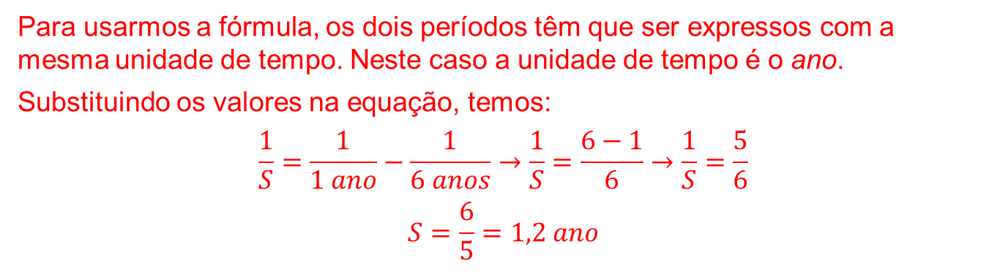 Para usarmos a fórmula, os dois períodos têm que ser expressos com a
mesma unidade de tempo. Neste caso a unidade de tempo é o ano.
Substituindo os valores na equação, temos:
1/S = 1/(1 ano) − 1/(6 anos) → 1/S = (6 − 1)/6 → 1/S = 5/6
S = 6/5 = 1,2 ano